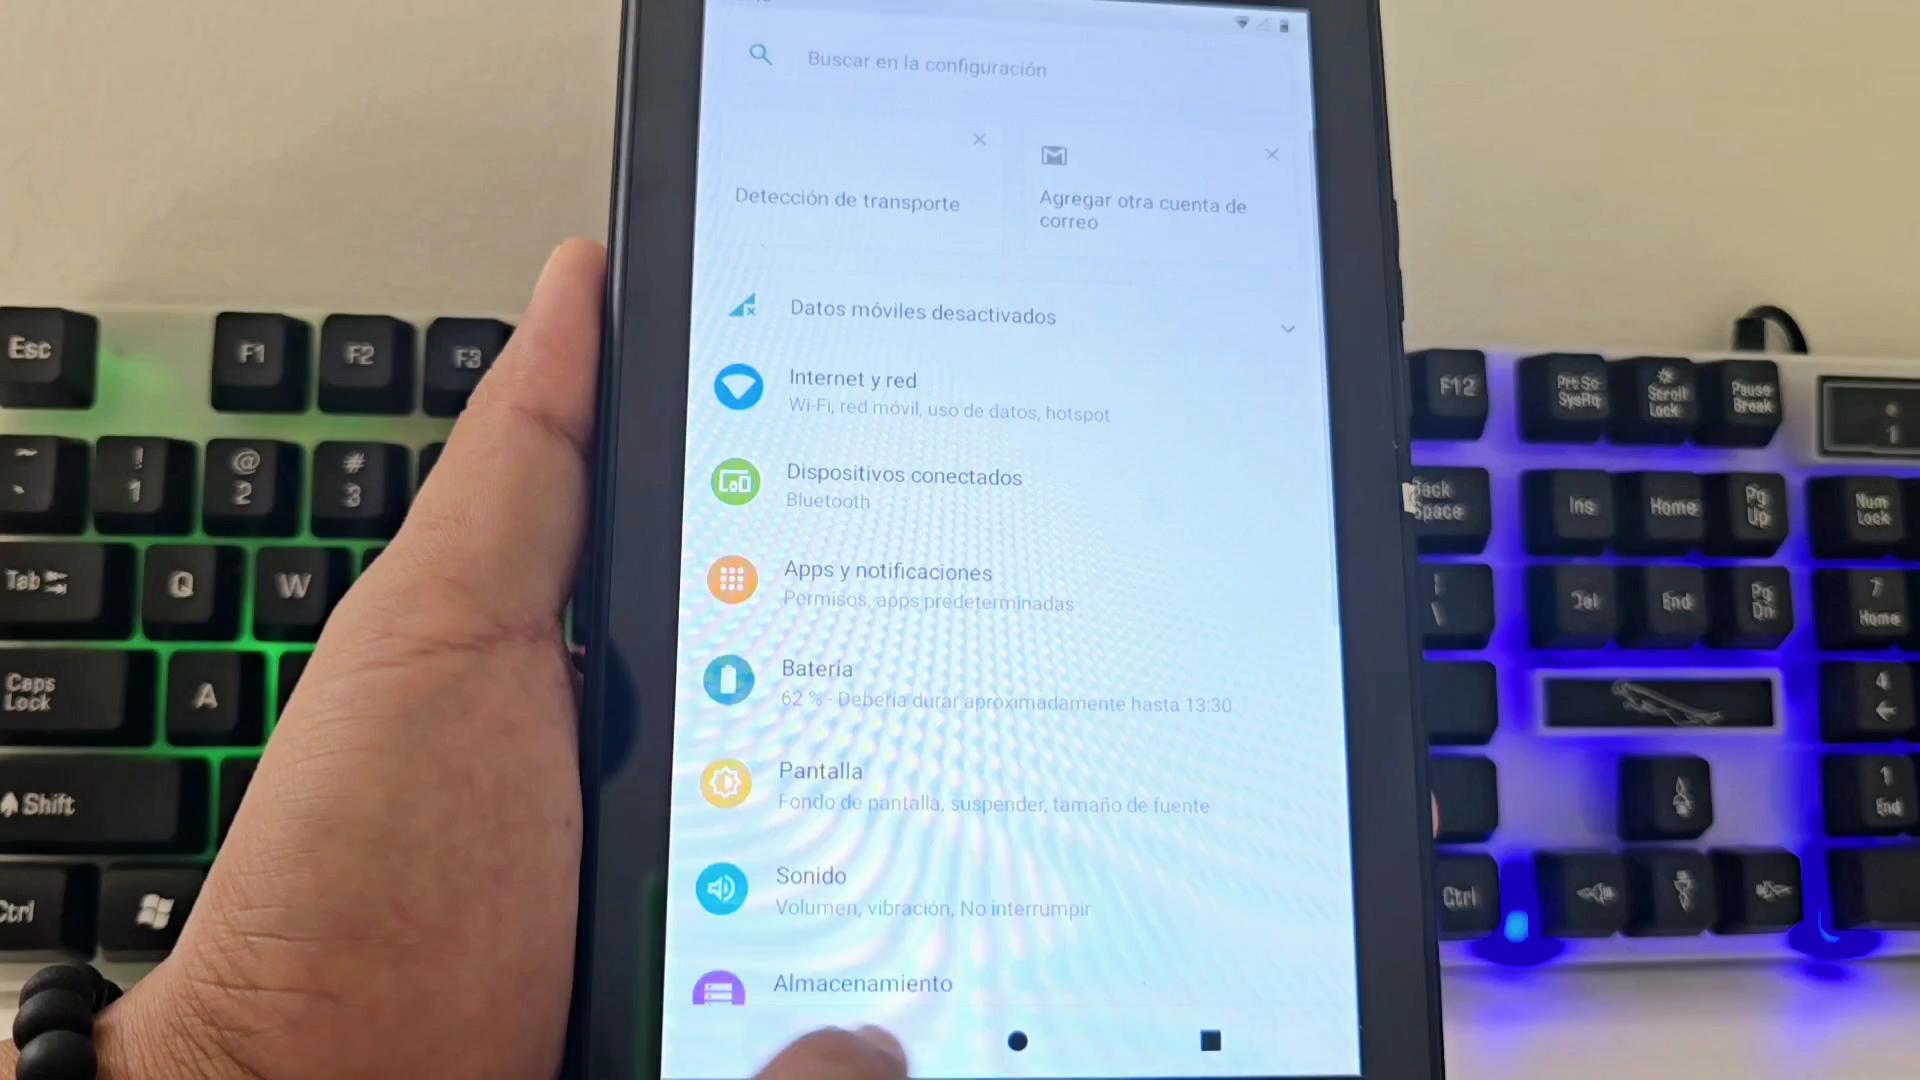 Buscar en la configuración
Detección de transporte
Agregar otra cuenta de
correo
Datos móviles desactivados
Internet y red
Wi-Fi, red móvil, uso de datos, hotspot
Dispositivos conectados
Bluetooth
Apps y notificaciones
Permisos, apps predeterminadas
Batería
62 % - Debería durar aproximadamente hasta 13:30
Pantalla
Fondo de pantalla, suspender, tamaño de fuente
Sonido
Volumen, vibración, No interrumpir
Almacenamiento
Esc F1 F2 F3
~ ! @ #
1 2 3
Tab Q W
Caps
Lock
A
Shift
Ctrl
F12
Prt Sc
SysRq
Scroll
Lock
Pause
Break
1
Back
Space
Ins
Home
Pg
Up
Num
Lock
Del
End
Pg
Dn
7
Home
4
1
End
Ctrl